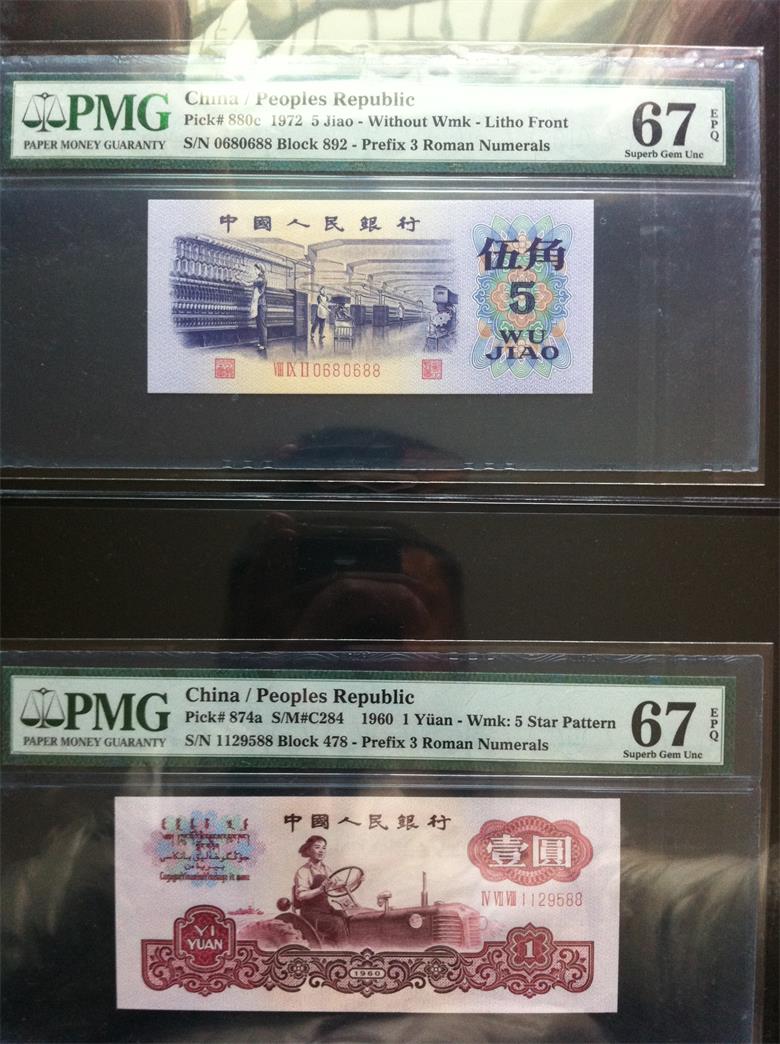 PMG
PAPER MONEY GUARANTY
China / Peoples Republic
Pick# 880c 1972 5 Jiao - Without Wmk - Litho Front
S/N 0680688 Block 892 - Prefix 3 Roman Numerals
67
EPQ
Superb Gem Unc
中國人民銀行
伍角
5
WU
JIAO
VIII IX II 0680688
PMG
PAPER MONEY GUARANTY
China / Peoples Republic
Pick# 874a S/M#C284 1960 1 Yüan - Wmk: 5 Star Pattern
S/N 1129588 Block 478 - Prefix 3 Roman Numerals
67
EPQ
Superb Gem Unc
中國人民銀行
壹圓
IV VII VIII 1129588
YI
YUAN
1960
1